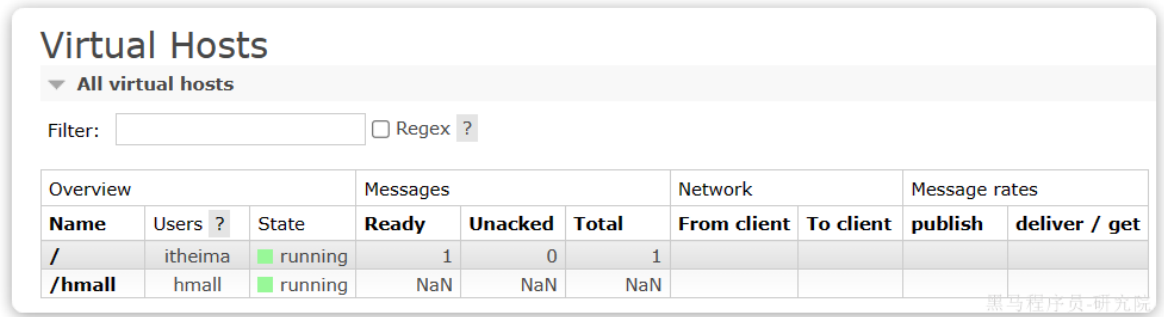 Virtual Hosts
All virtual hosts
Filter: Regex ?
Overview Messages Network Message rates
Name Users ? State Ready Unacked Total From client To client publish deliver / get
/ itheima running 1 0 1
/hmall hmall running NaN NaN NaN
黑马程序员-研究院